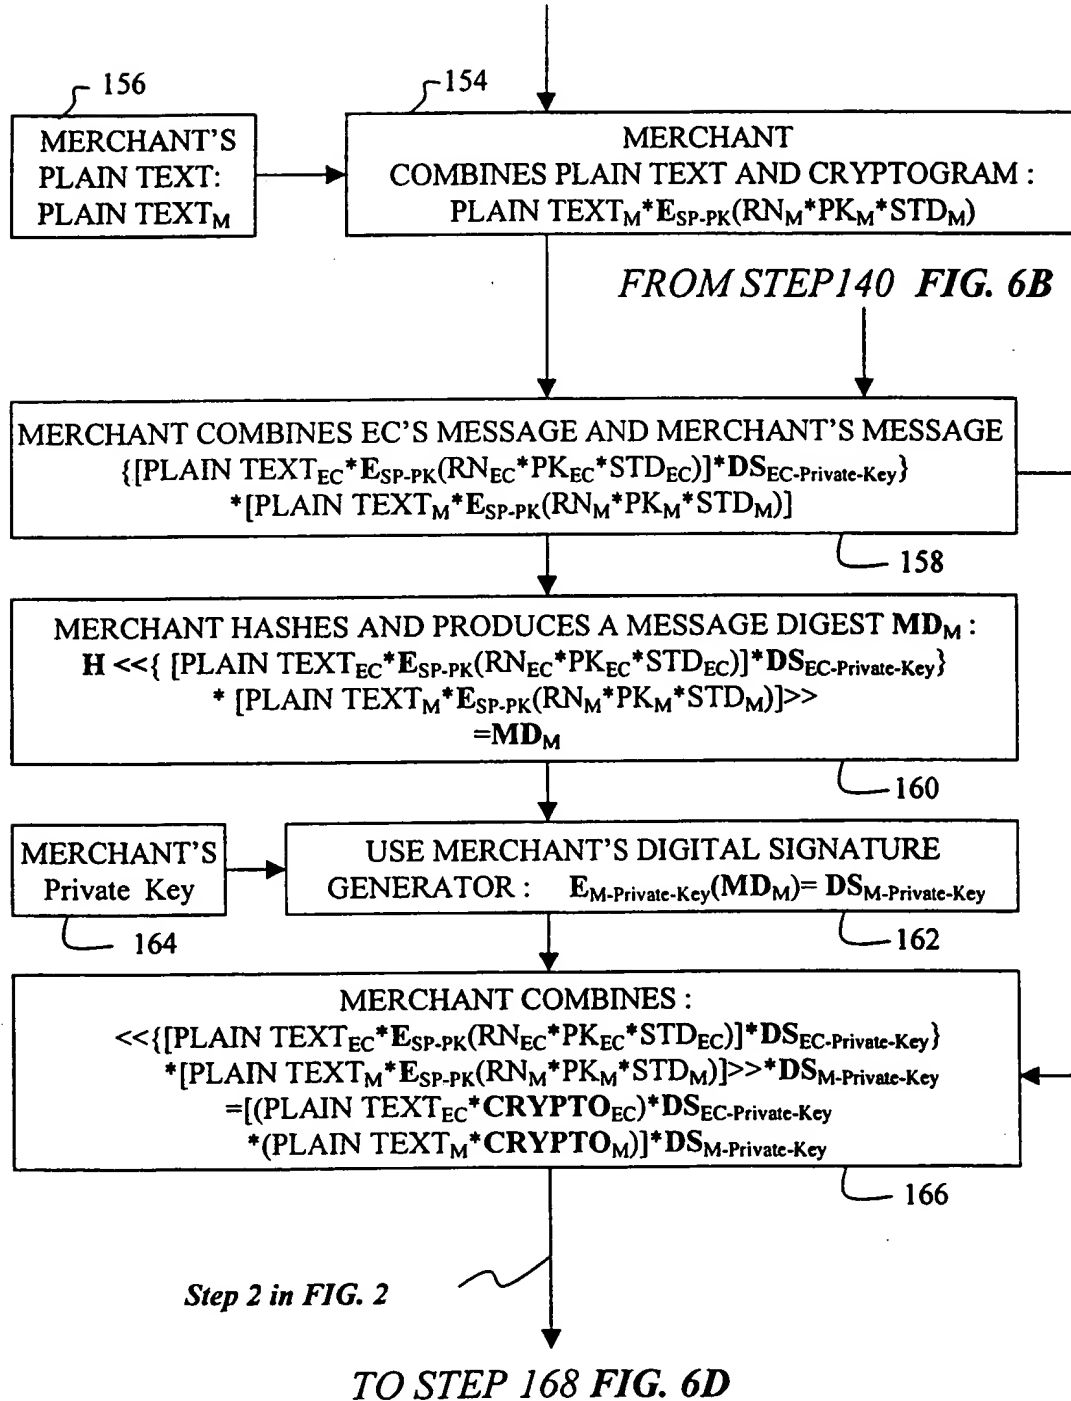 156
154
MERCHANT'S
PLAIN TEXT:
PLAIN TEXTM
MERCHANT
COMBINES PLAIN TEXT AND CRYPTOGRAM :
PLAIN TEXTM*ESP-PK(RNM*PKM*STDM)
FROM STEP140 FIG. 6B
MERCHANT COMBINES EC'S MESSAGE AND MERCHANT'S MESSAGE
{[PLAIN TEXTEC*ESP-PK(RNEC*PKEC*STDEC)]*DSEC-Private-Key}
*[PLAIN TEXTM*ESP-PK(RNM*PKM*STDM)]
158
MERCHANT HASHES AND PRODUCES A MESSAGE DIGEST MDM :
H <<{ [PLAIN TEXTEC*ESP-PK(RNEC*PKEC*STDEC)]*DSEC-Private-Key}
* [PLAIN TEXTM*ESP-PK(RNM*PKM*STDM)]>>
=MDM
160
MERCHANT'S
Private Key
164
USE MERCHANT'S DIGITAL SIGNATURE
GENERATOR : EM-Private-Key(MDM)= DSM-Private-Key
162
MERCHANT COMBINES :
<<{[PLAIN TEXTEC*ESP-PK(RNEC*PKEC*STDEC)]*DSEC-Private-Key}
*[PLAIN TEXTM*ESP-PK(RNM*PKM*STDM)]>>*DSM-Private-Key
=[(PLAIN TEXTEC*CRYPTOEC)*DSEC-Private-Key
*(PLAIN TEXTM*CRYPTOM)]*DSM-Private-Key
166
Step 2 in FIG. 2
TO STEP 168 FIG. 6D